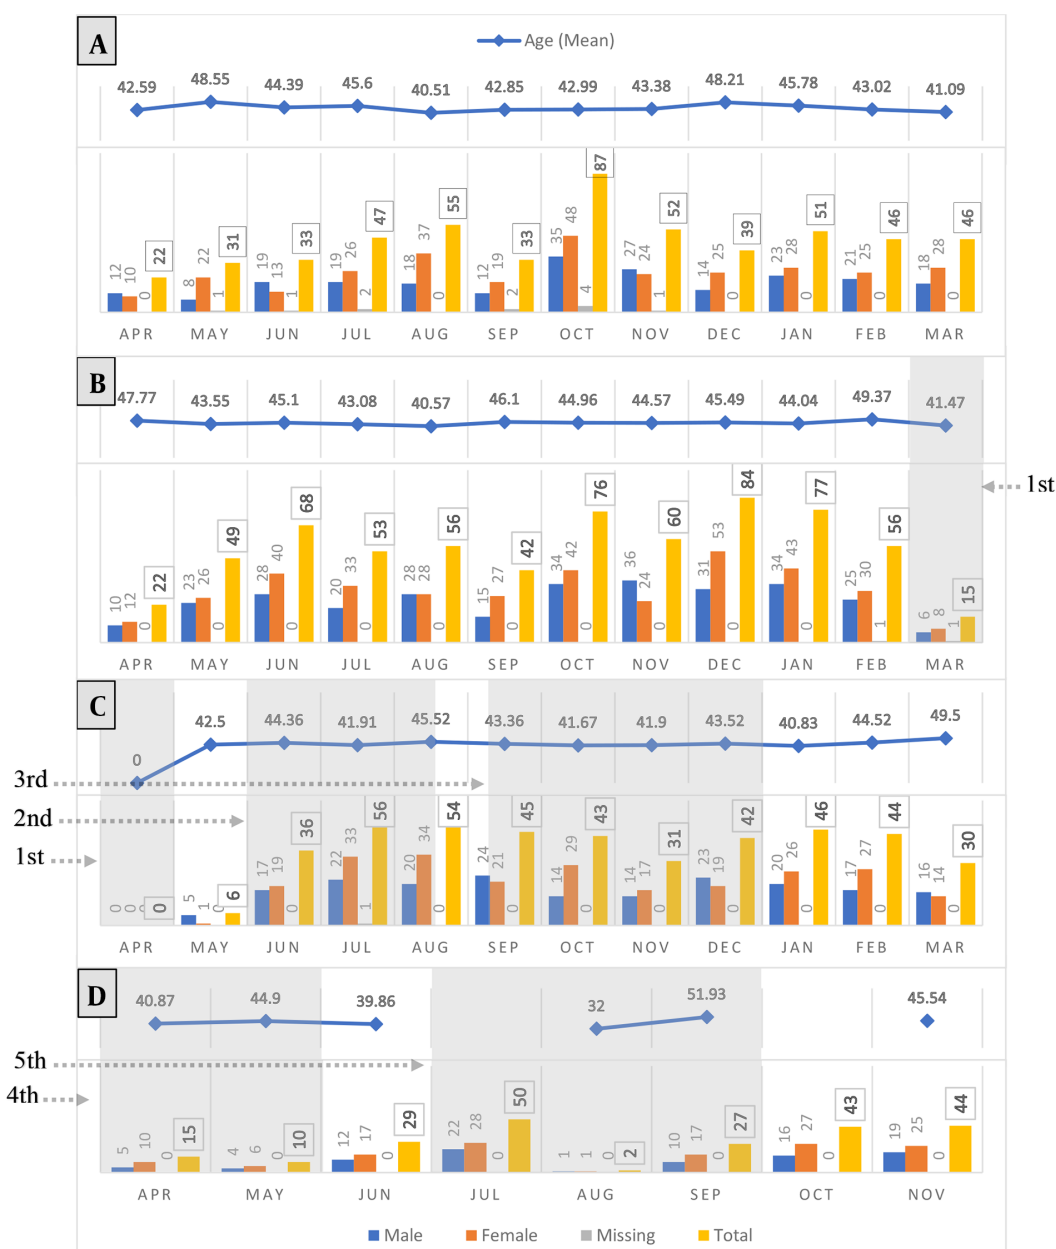 A
Age (Mean)
42.59 48.55 44.39 45.6 40.51 42.85 42.99 43.38 48.21 45.78 43.02 41.09
12 10 0 22 8 22 1 31 19 13 1 33 19 26 2 47 18 37 0 55 12 19 2 33 35 48 4 87 27 24 1 52 14 25 0 39 23 28 0 51 21 25 0 46 18 28 0 46
APR MAY JUN JUL AUG SEP OCT NOV DEC JAN FEB MAR
B
47.77 43.55 45.1 43.08 40.57 46.1 44.96 44.57 45.49 44.04 49.37 41.47
1st
10 12 0 22 23 26 0 49 28 40 0 68 20 33 0 53 28 28 0 56 15 27 0 42 34 42 0 76 36 24 0 60 31 53 0 84 34 43 0 77 25 30 1 56 6 8 1 15
APR MAY JUN JUL AUG SEP OCT NOV DEC JAN FEB MAR
C
0 42.5 44.36 41.91 45.52 43.36 41.67 41.9 43.52 40.83 44.52 49.5
3rd
2nd
1st
0 0 0 0 5 1 0 6 17 19 0 36 22 33 1 56 20 34 0 54 24 21 0 45 14 29 0 43 14 17 0 31 23 19 0 42 20 26 0 46 17 27 0 44 16 14 0 30
APR MAY JUN JUL AUG SEP OCT NOV DEC JAN FEB MAR
D
40.87 44.9 39.86 32 51.93 45.54
5th
4th
5 10 0 15 4 6 0 10 12 17 0 29 22 28 0 50 1 1 0 2 10 17 0 27 16 27 0 43 19 25 0 44
APR MAY JUN JUL AUG SEP OCT NOV
Male Female Missing Total